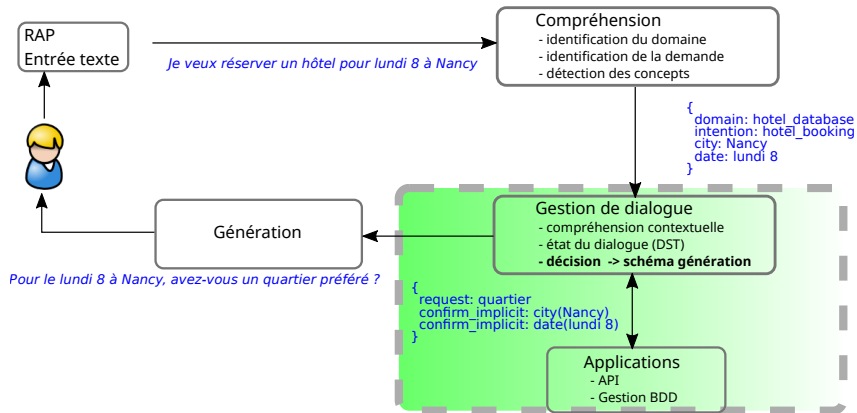 RAP
Entrée texte
Je veux réserver un hôtel pour lundi 8 à Nancy
Compréhension
- identification du domaine
- identification de la demande
- détection des concepts
{
domain: hotel_database
intention: hotel_booking
city: Nancy
date: lundi 8
}
Gestion de dialogue
- compréhension contextuelle
- état du dialogue (DST)
- décision -> schéma génération
Génération
Pour le lundi 8 à Nancy, avez-vous un quartier préféré ?
{
request: quartier
confirm_implicit: city(Nancy)
confirm_implicit: date(lundi 8)
}
Applications
- API
- Gestion BDD